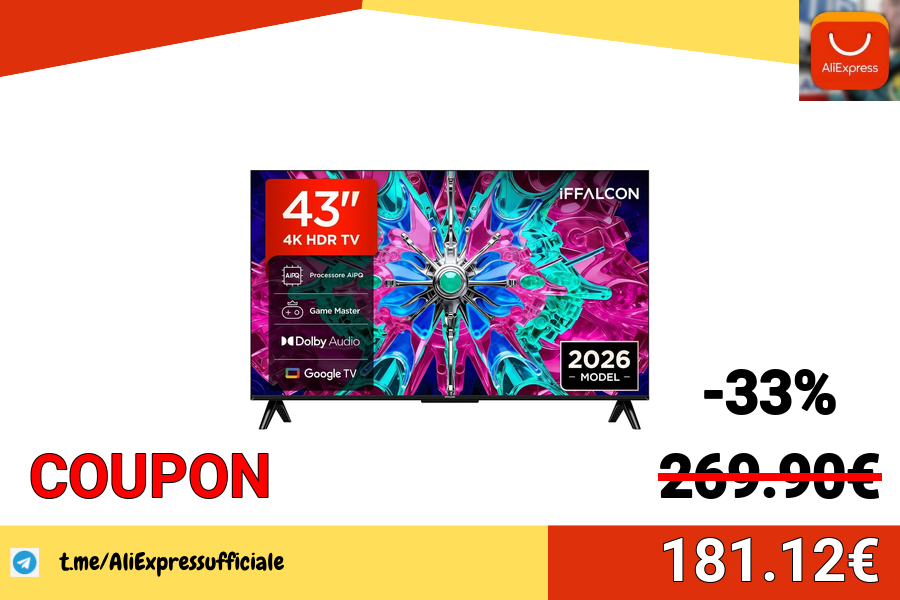 AliExpress
iFFALCON
43"
4K HDR TV
AiPQ
Processore AiPQ
Game Master
Dolby Audio
Google TV
2026
MODEL
-33%
COUPON
269.90€
t.me/AliExpressufficiale
181.12€